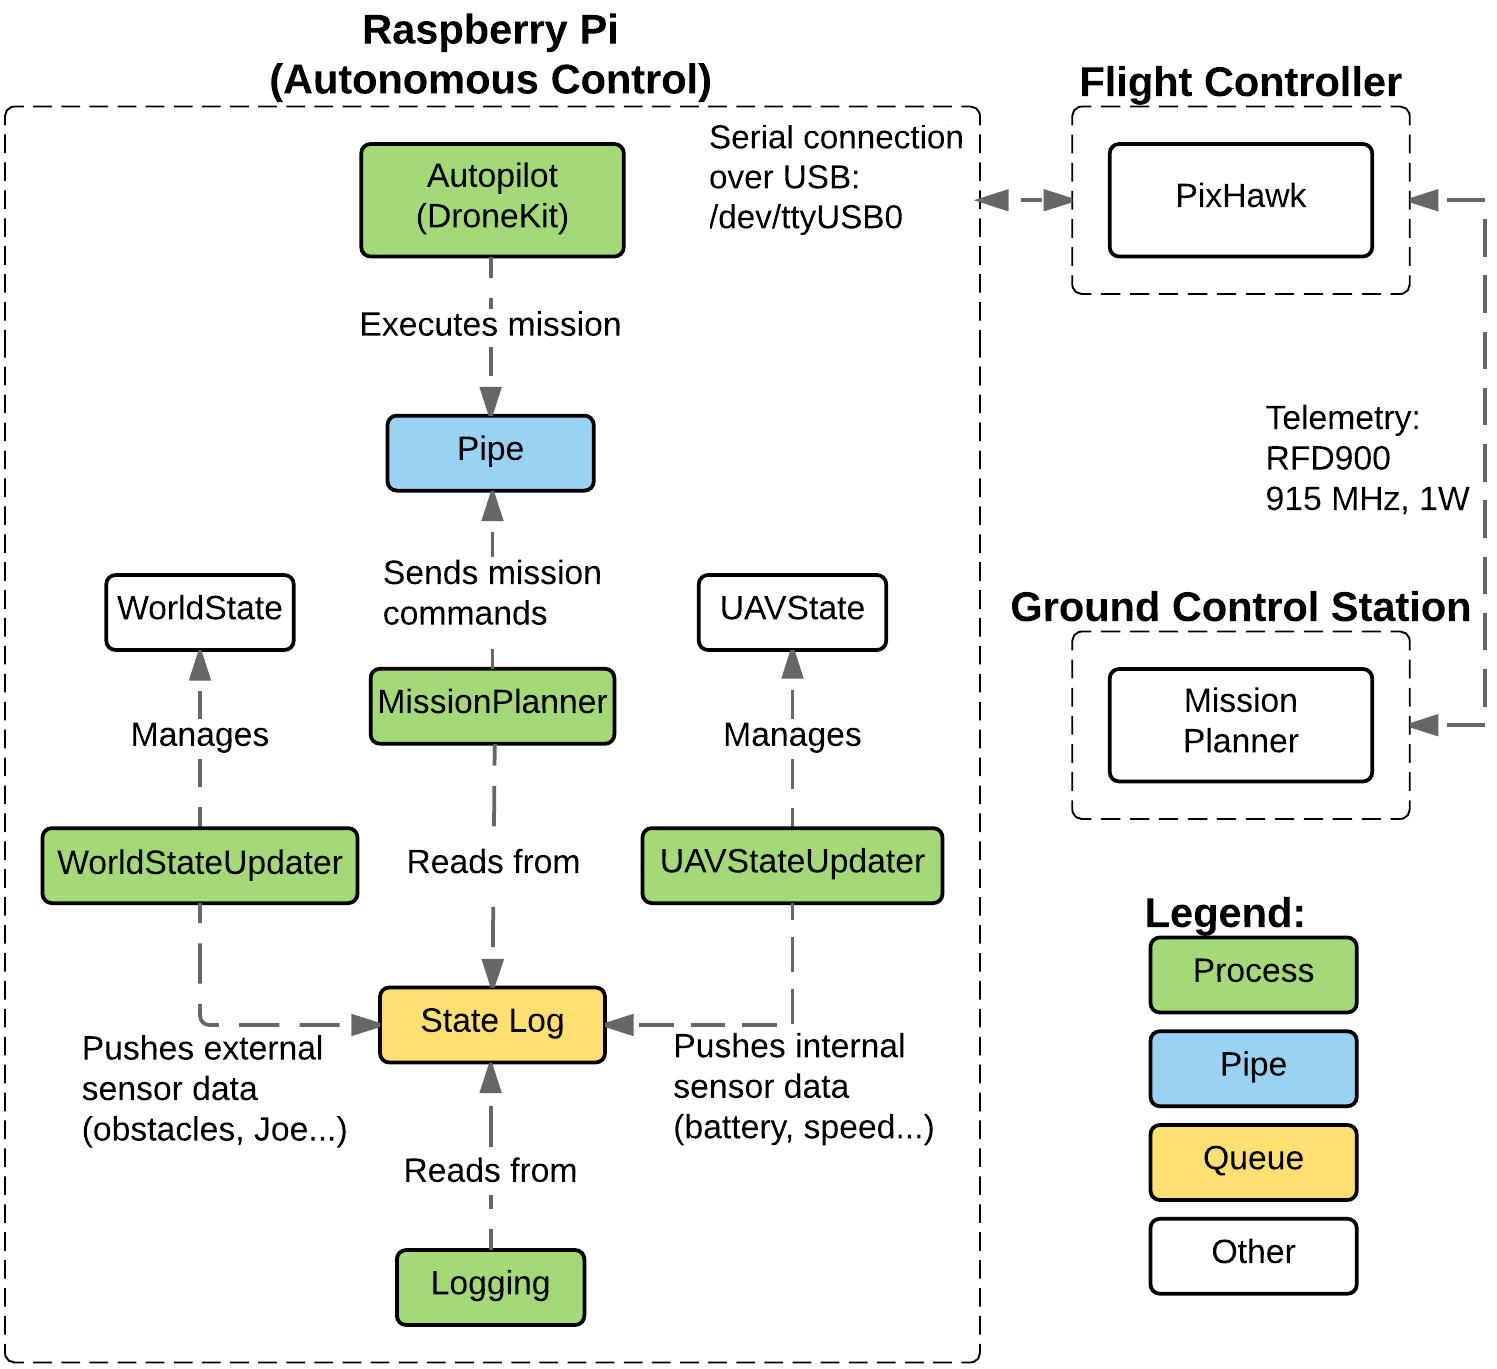 Raspberry Pi
(Autonomous Control)
Flight Controller
Serial connection
over USB:
/dev/ttyUSB0
Autopilot
(DroneKit)
PixHawk
Executes mission
Pipe
Telemetry:
RFD900
915 MHz, 1W
Sends mission
commands
WorldState
UAVState
Ground Control Station
MissionPlanner
Mission
Planner
Manages
Manages
WorldStateUpdater
Reads from
UAVStateUpdater
Legend:
Process
State Log
Pushes external
sensor data
(obstacles, Joe...)
Pushes internal
sensor data
(battery, speed...)
Pipe
Reads from
Queue
Logging
Other